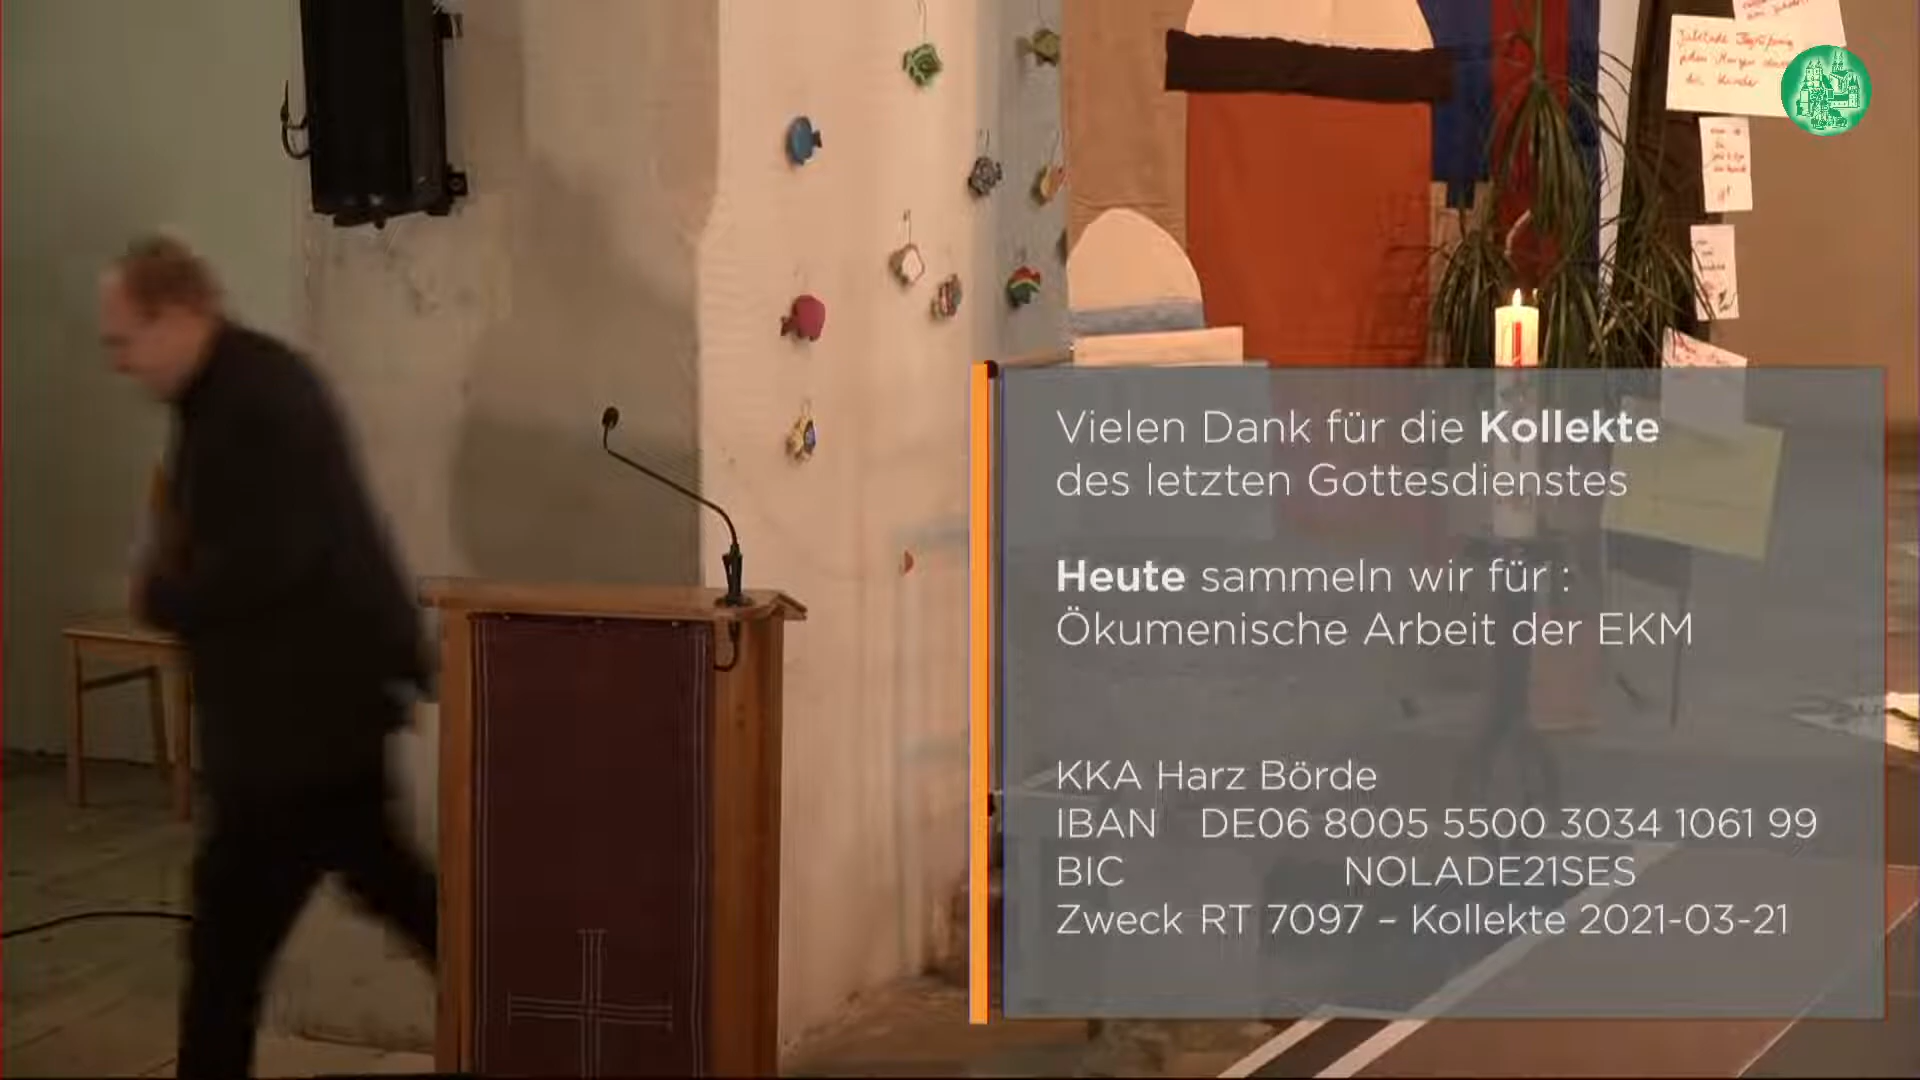 Vielen Dank für die Kollekte
des letzten Gottesdienstes
Heute sammeln wir für :
Ökumenische Arbeit der EKM
KKA Harz Börde
IBAN DE06 8005 5500 3034 1061 99
BIC NOLADE21SES
Zweck RT 7097 – Kollekte 2021-03-21